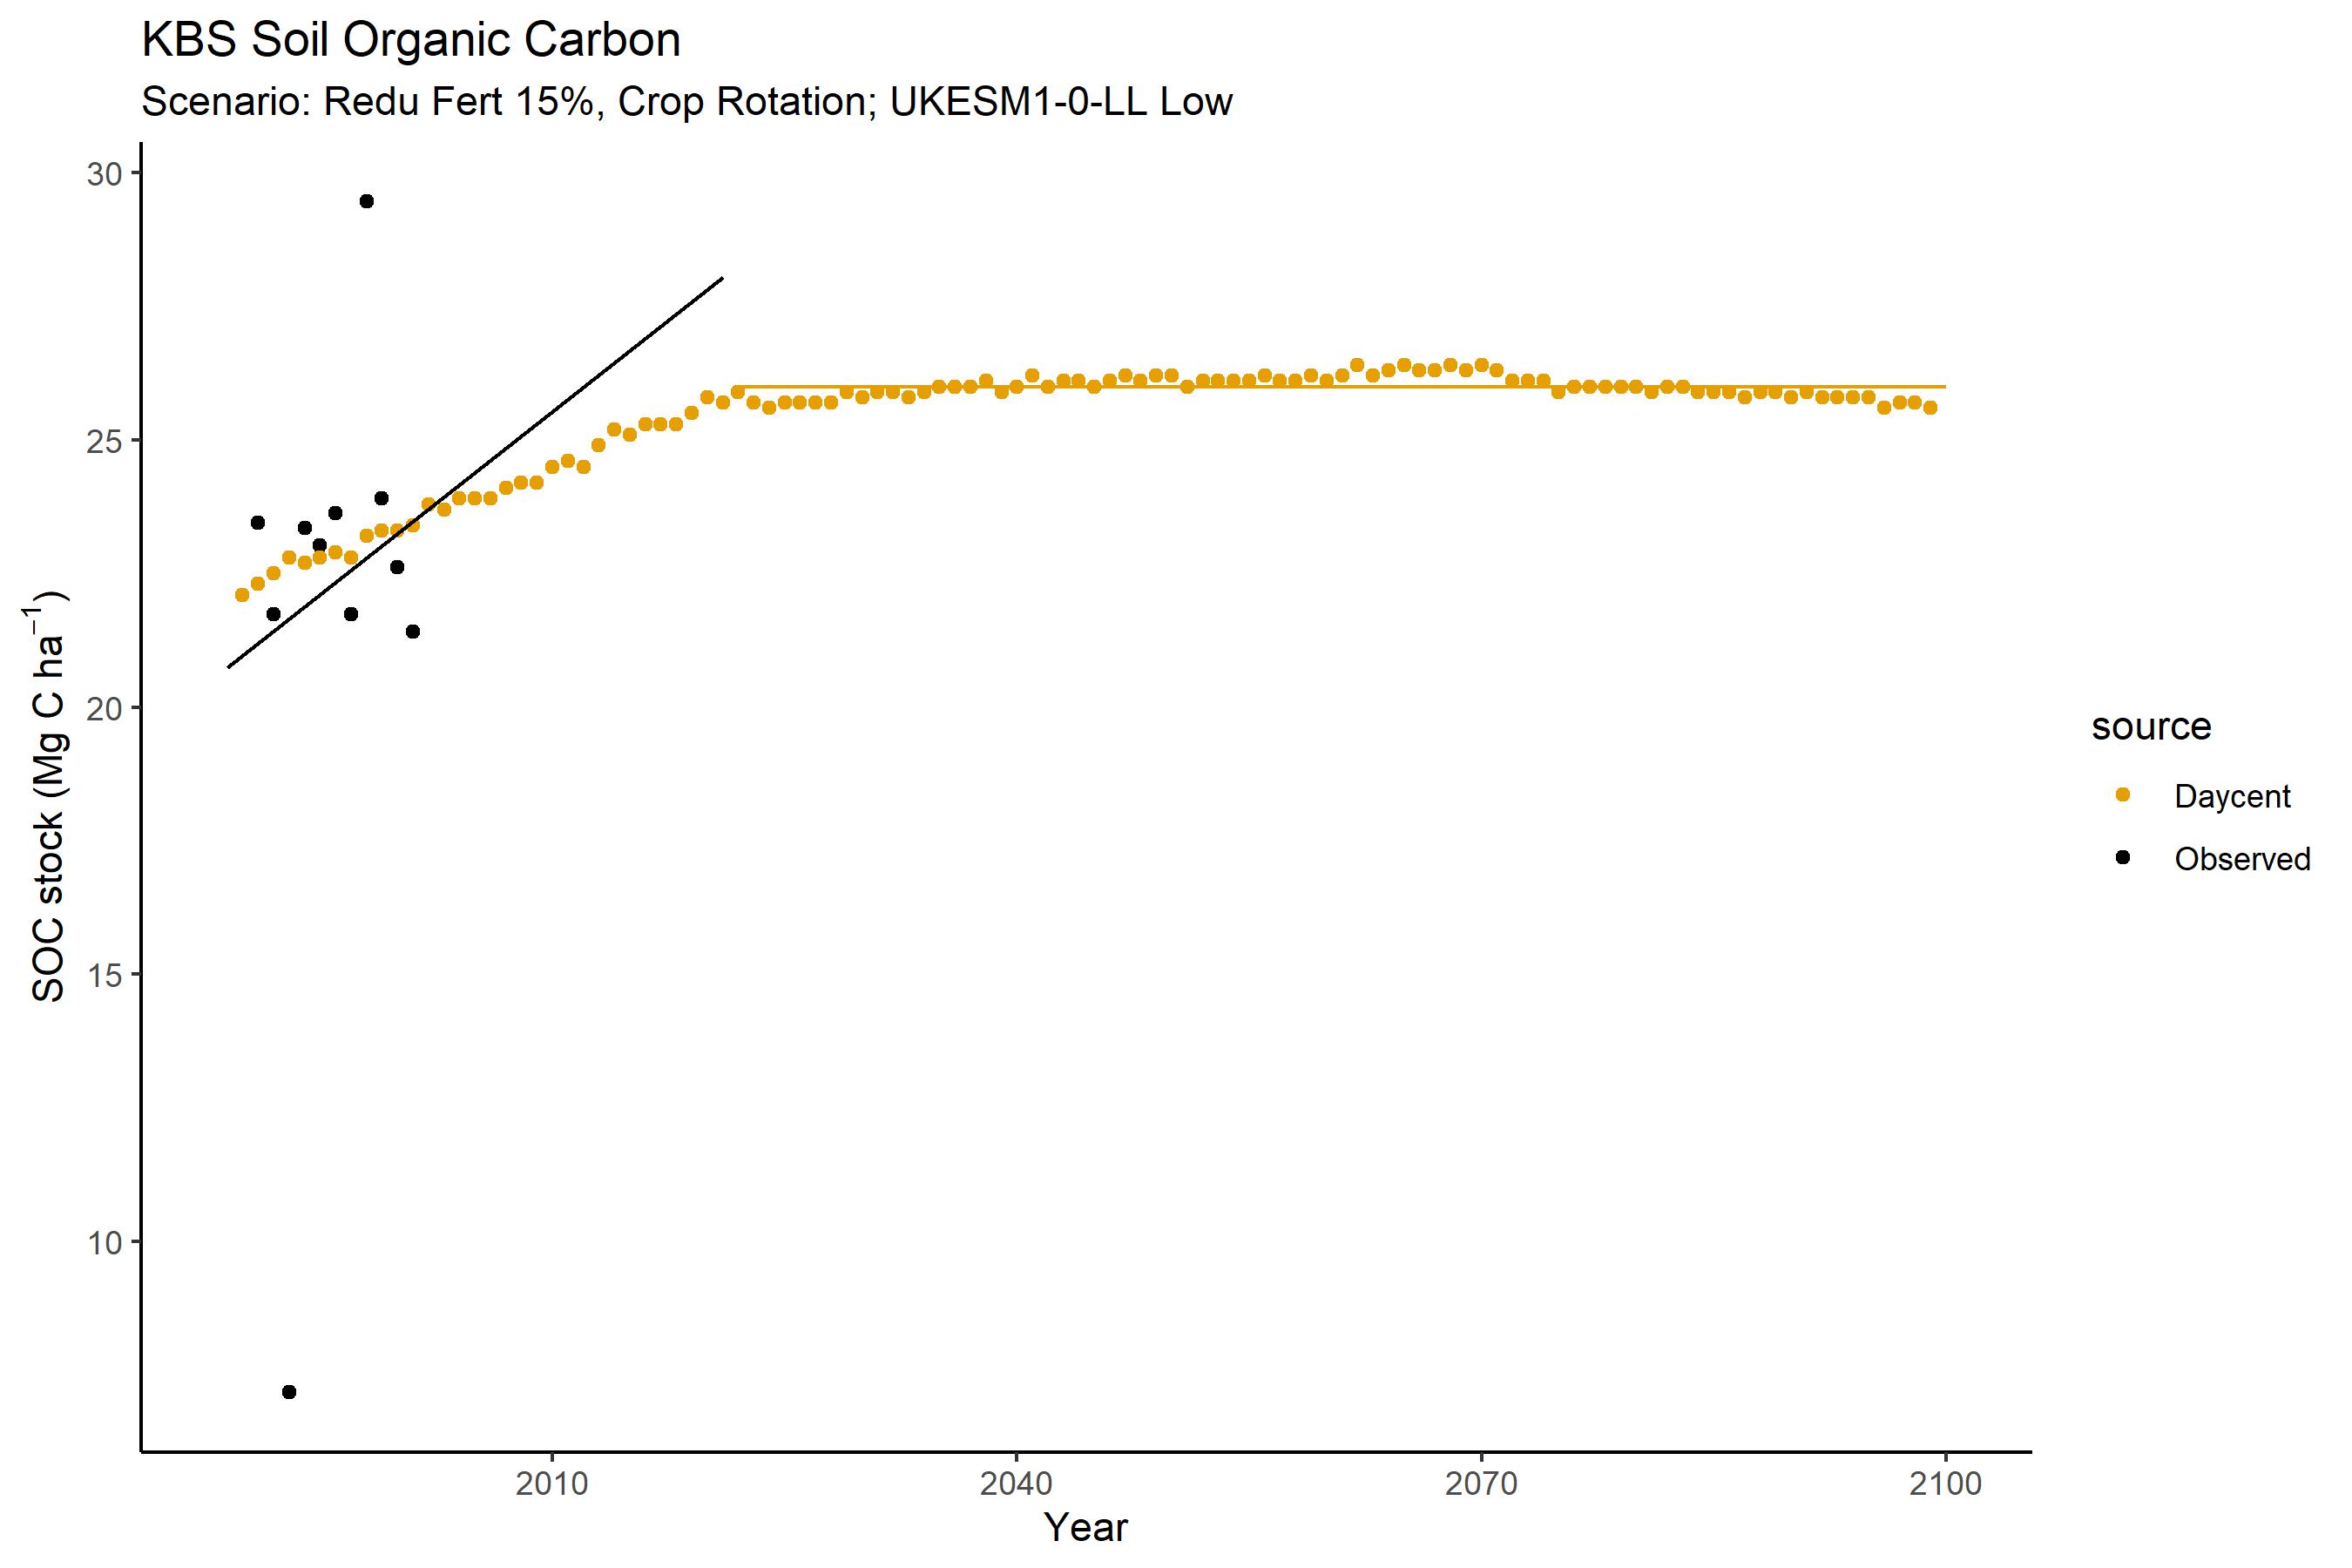 KBS Soil Organic Carbon
Scenario: Redu Fert 15%, Crop Rotation; UKESM1-0-LL Low
30
25
20
15
10
SOC stock (Mg C ha⁻¹)
2010 2040 2070 2100
Year
source
Daycent
Observed